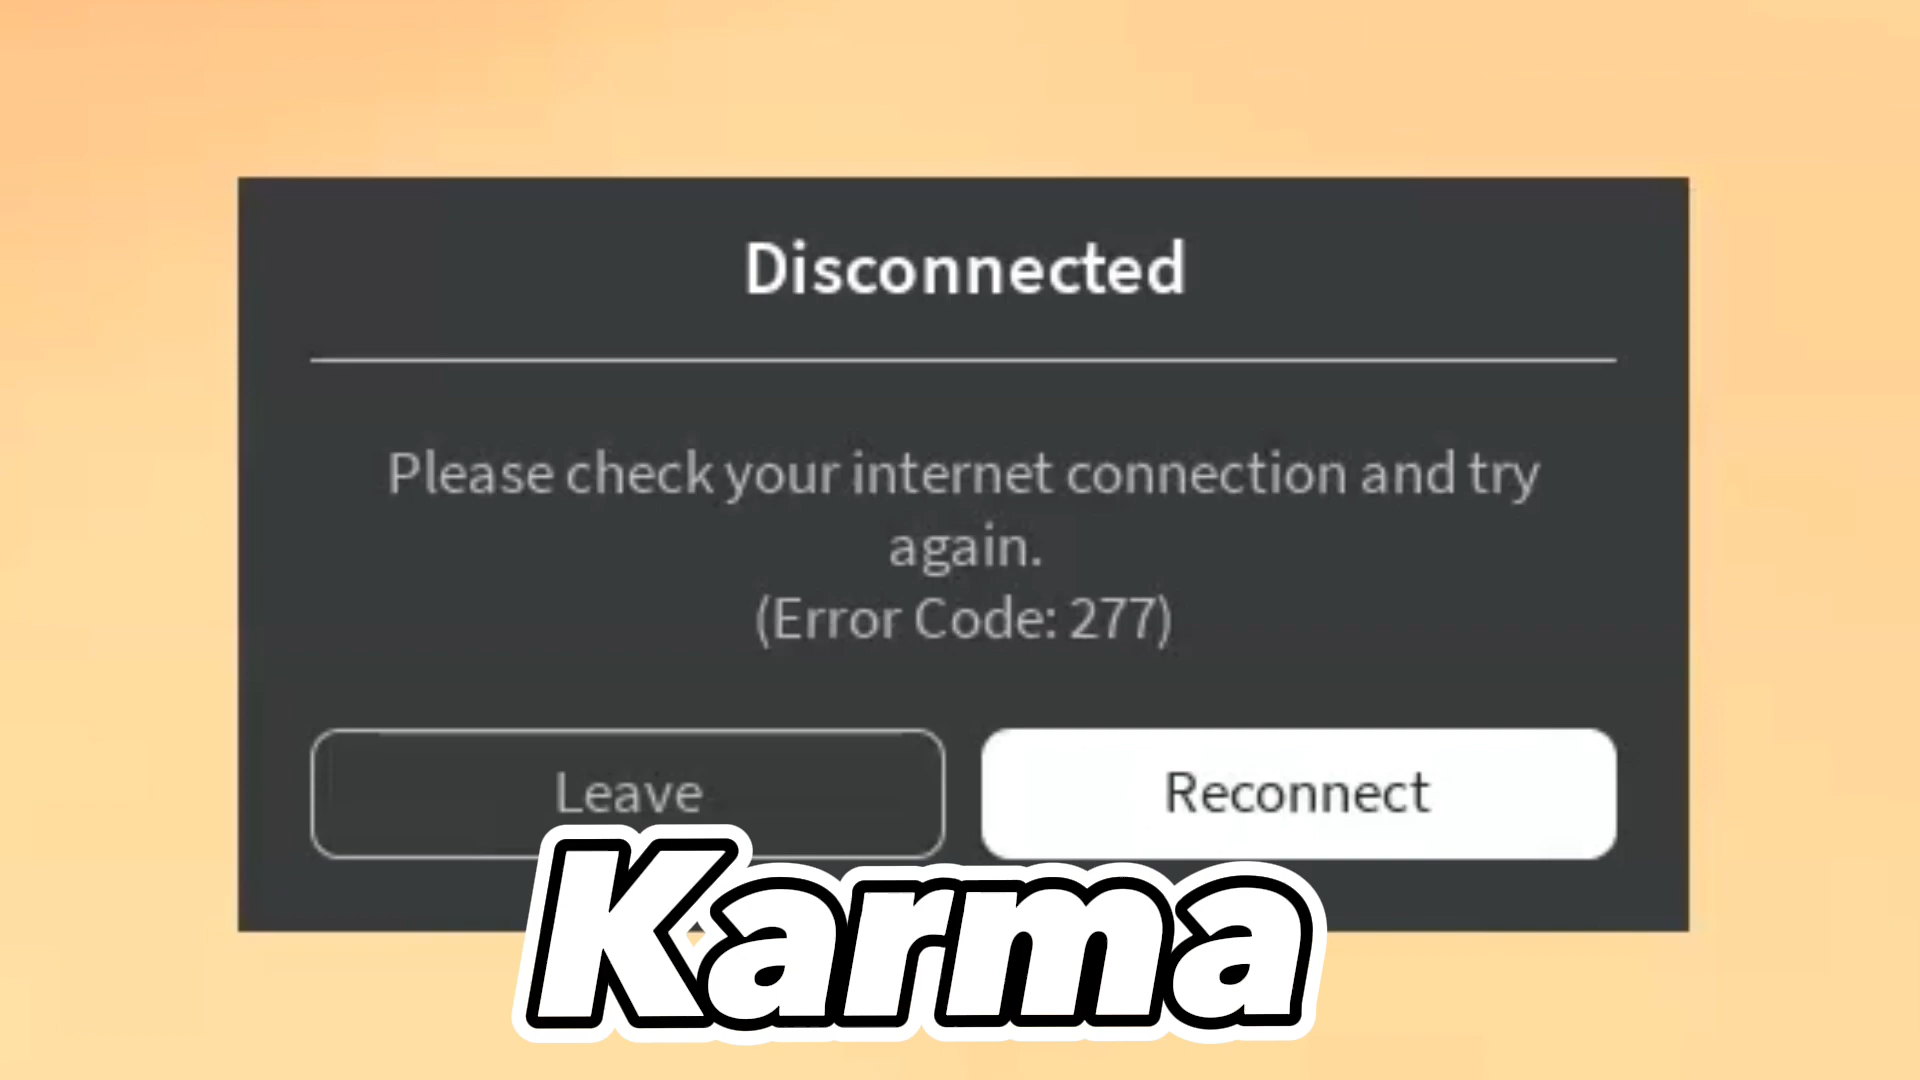 Disconnected
Please check your internet connection and try
again.
(Error Code: 277)
Leave
Reconnect
Karma